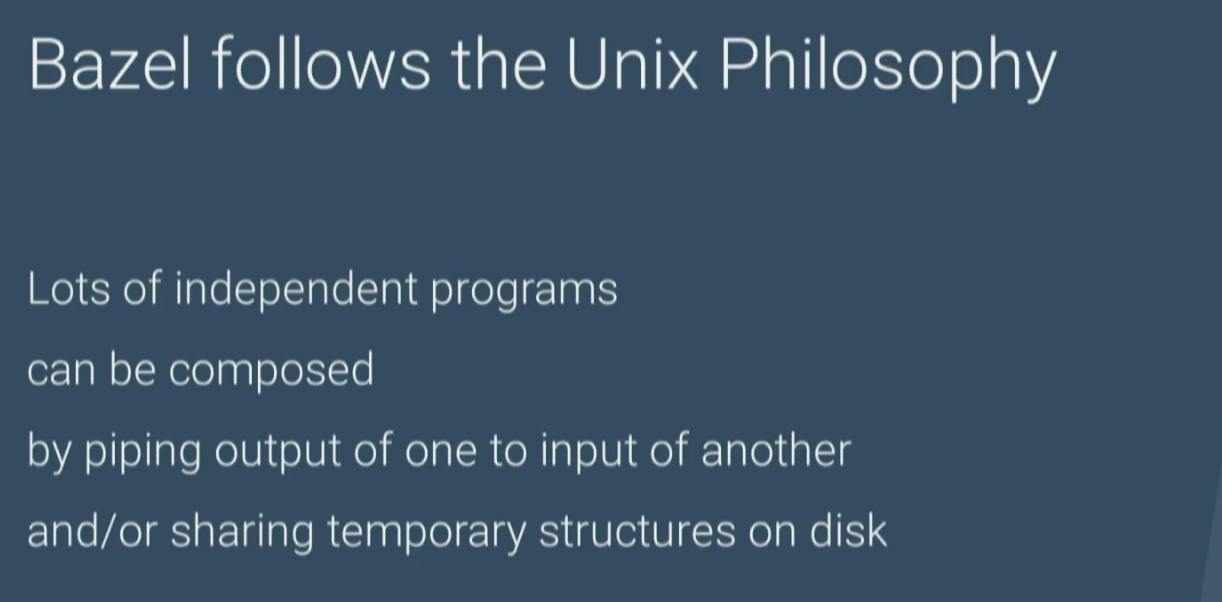 Bazel follows the Unix Philosophy
Lots of independent programs
can be composed
by piping output of one to input of another
and/or sharing temporary structures on disk